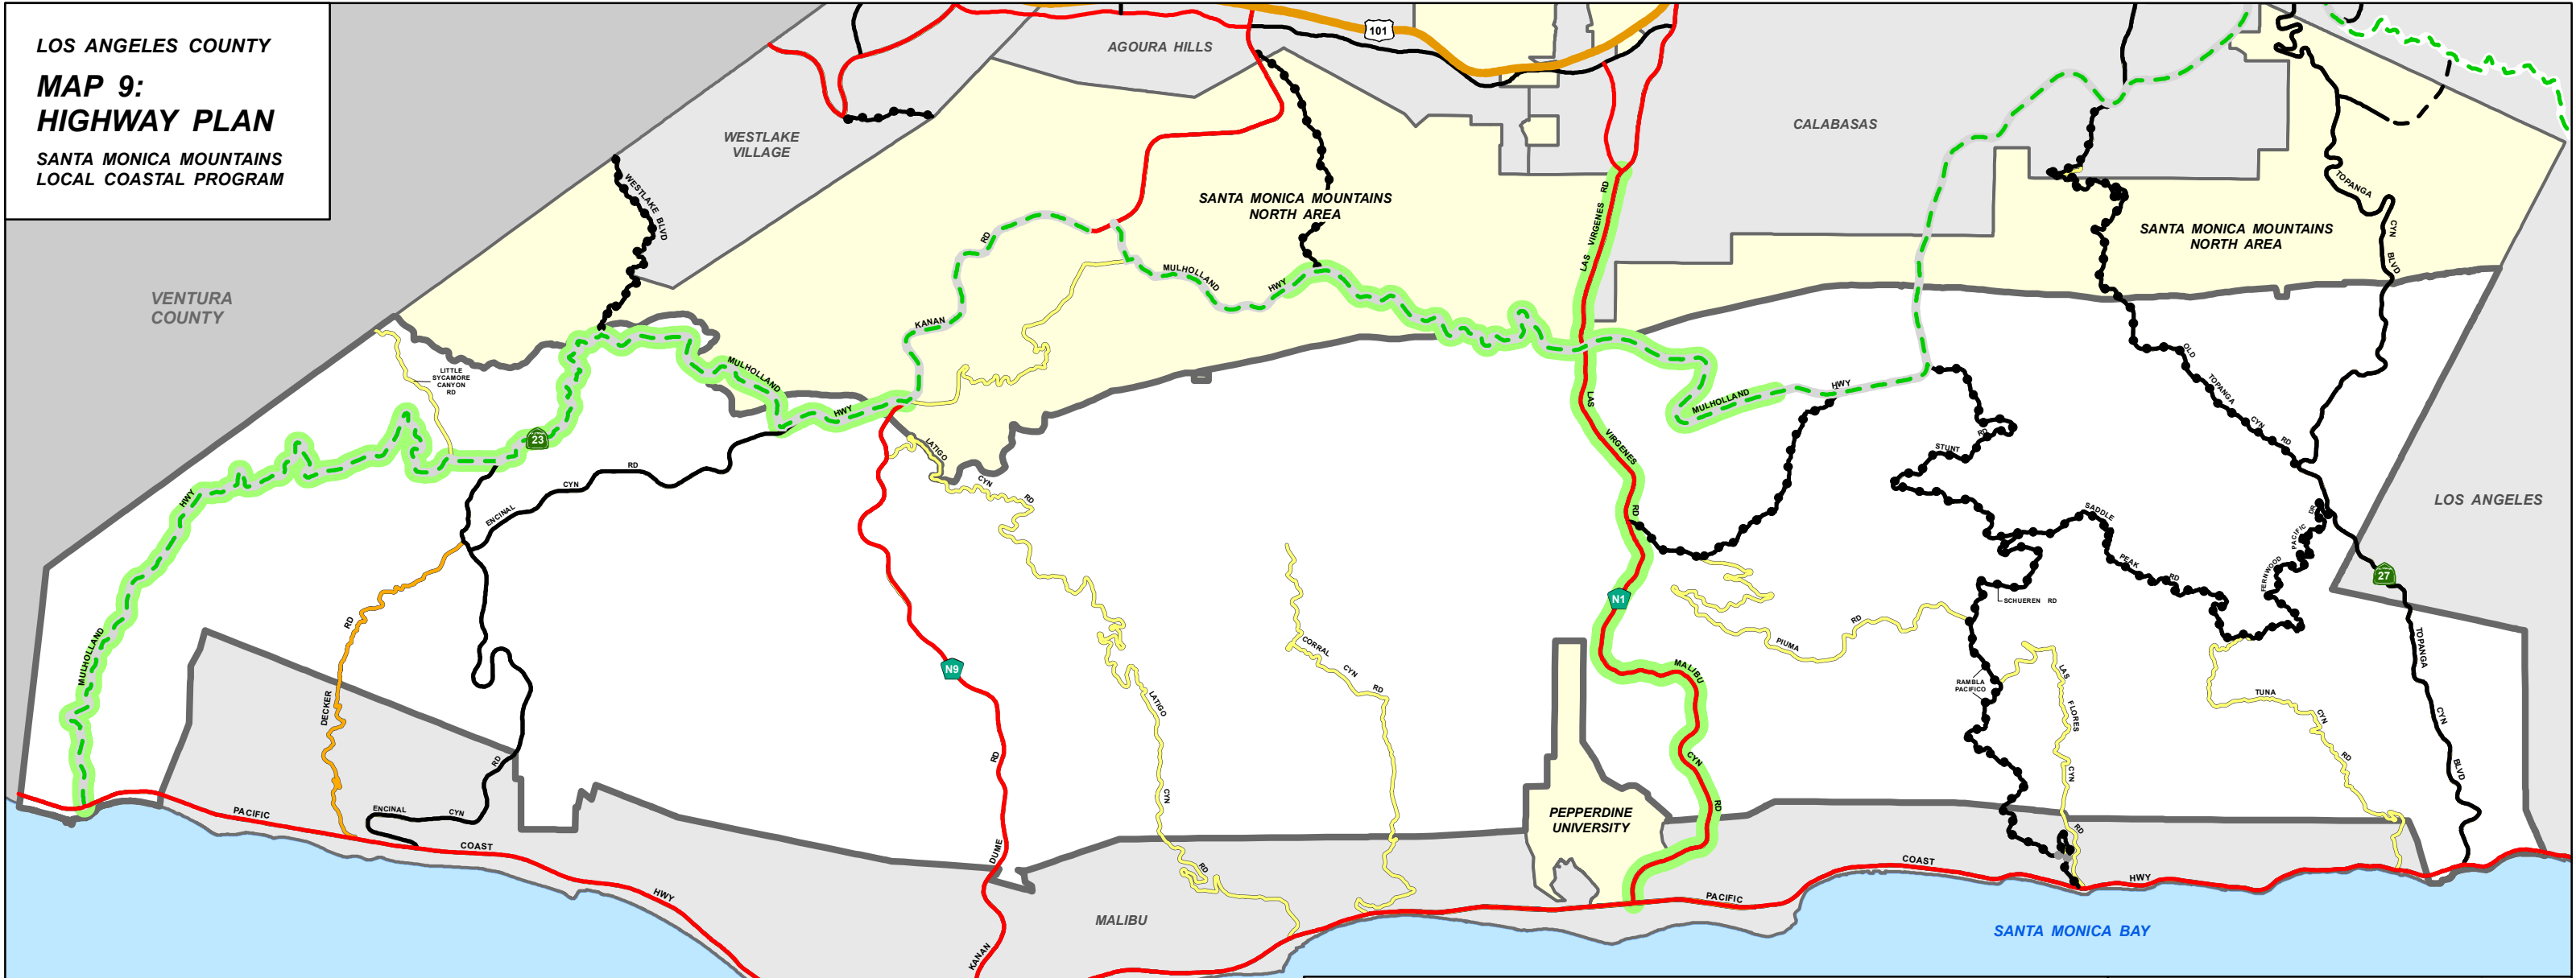 LOS ANGELES COUNTY
MAP 9:
HIGHWAY PLAN
SANTA MONICA MOUNTAINS
LOCAL COASTAL PROGRAM
AGOURA HILLS
101
WESTLAKE
VILLAGE
CALABASAS
WESTLAKE BLVD
SANTA MONICA MOUNTAINS
NORTH AREA
LAS VIRGENES RD
TOPANGA CYN BLVD
SANTA MONICA MOUNTAINS
NORTH AREA
VENTURA
COUNTY
KANAN RD
MULHOLLAND HWY
LITTLE
SYCAMORE
CANYON
RD
MULHOLLAND HWY
MULHOLLAND HWY
OLD TOPANGA CYN RD
23
LAS VIRGENES RD
STUNT RD
LATIGO CYN RD
ENCINAL CYN RD
MULHOLLAND HWY
LOS ANGELES
SADDLE PEAK RD
FERNWOOD PACIFIC DR
27
N1
SCHUEREN RD
PIUMA RD
CORRAL CYN RD
N9
DECKER RD
MALIBU CYN RD
RAMBLA
PACIFICO
LAS FLORES CYN RD
TUNA CYN RD
TOPANGA CYN BLVD
LATIGO CYN RD
ENCINAL CYN RD
PEPPERDINE
UNIVERSITY
PACIFIC COAST HWY
KANAN DUME RD
MALIBU
PACIFIC COAST HWY
SANTA MONICA BAY